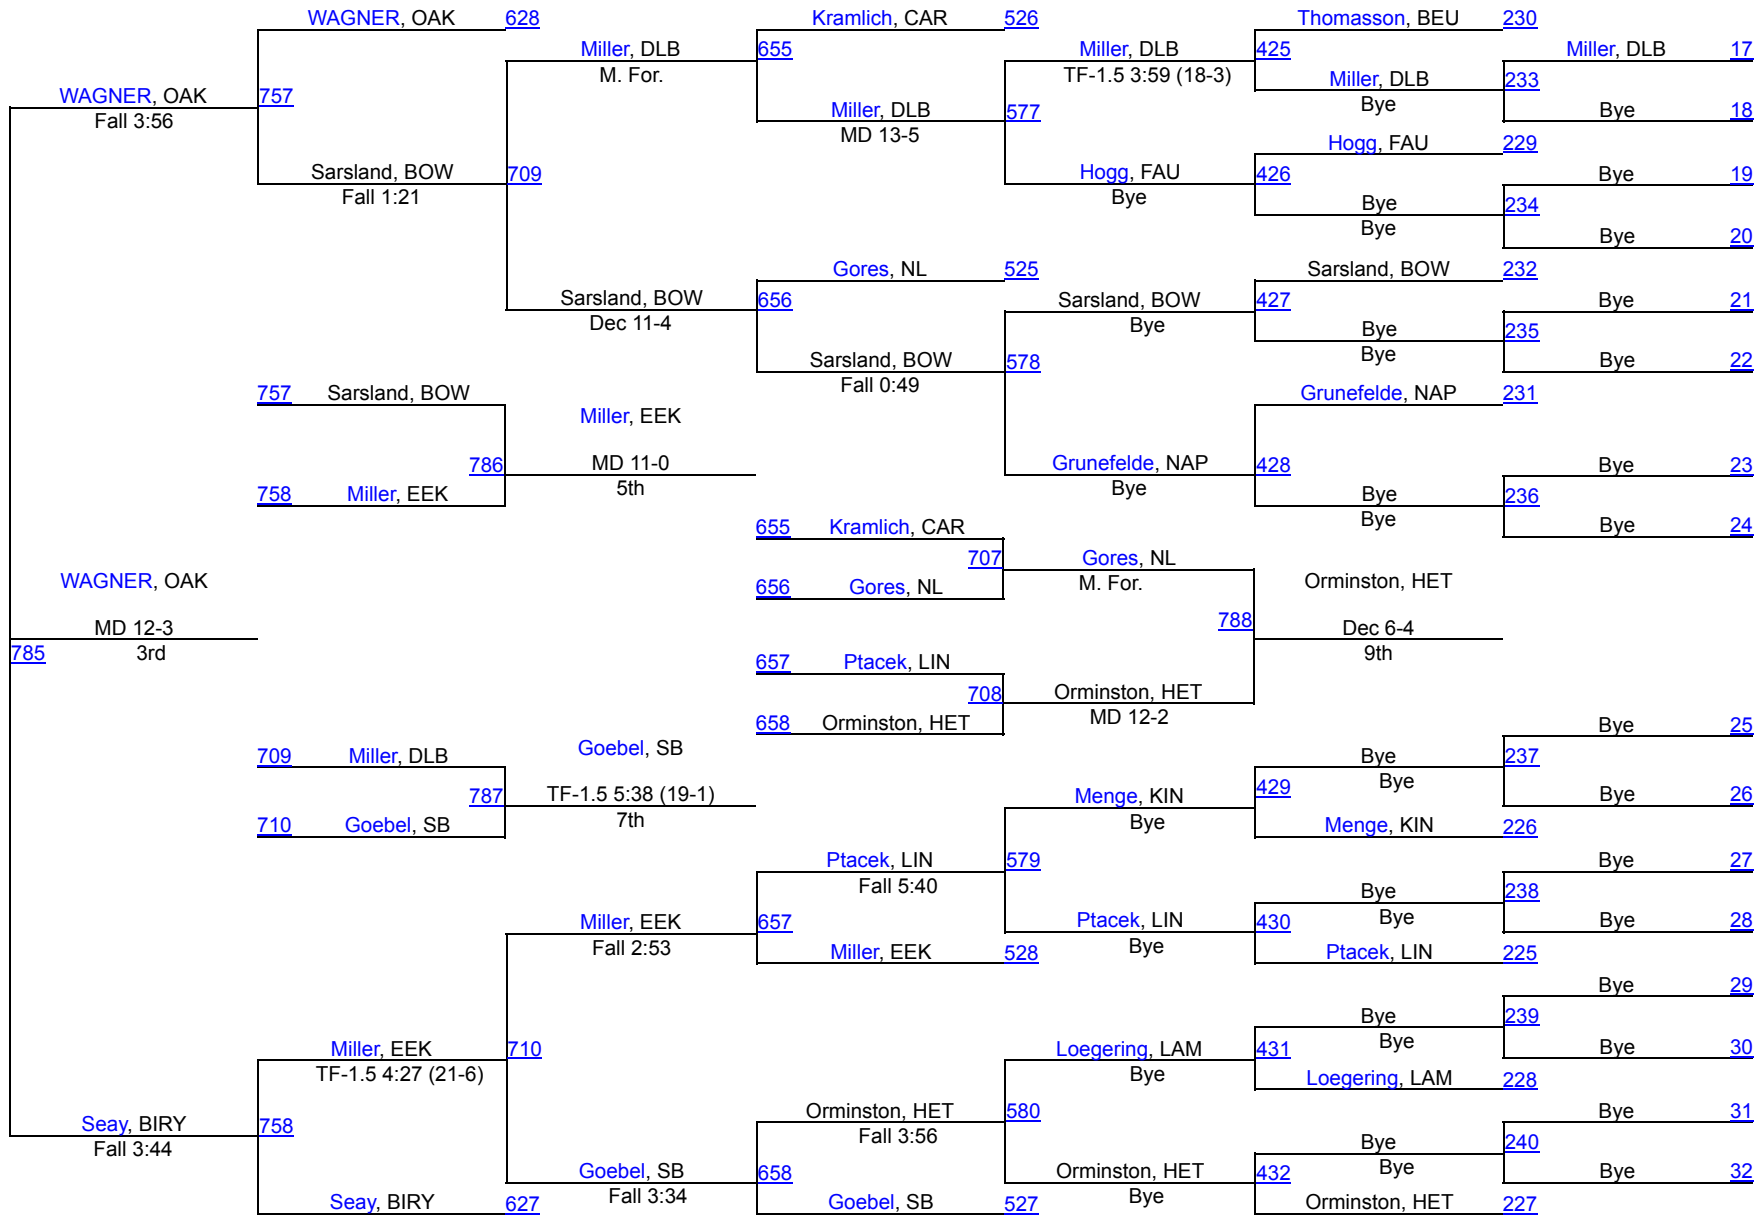 WAGNER, OAK 628 Kramlich, CAR 526 Thomasson, BEU 230
Miller, DLB 655 Miller, DLB 425 Miller, DLB 17
M. For. TF-1.5 3:59 (18-3)
WAGNER, OAK 757 Miller, DLB 233
Fall 3:56 Miller, DLB 577 Bye Bye 18
MD 13-5
Hogg, FAU 229
Sarsland, BOW 709 Hogg, FAU 426 Bye 19
Fall 1:21 Bye Bye 234
Bye Bye 20
Gores, NL 525 Sarsland, BOW 232
Sarsland, BOW 656 Sarsland, BOW 427 Bye 21
Dec 11-4 Bye Bye 235
Sarsland, BOW 578 Bye Bye 22
Fall 0:49
757 Sarsland, BOW Grunefelde, NAP 231
Miller, EEK
786 MD 11-0 Grunefelde, NAP 428 Bye 23
758 Miller, EEK 5th Bye Bye 236
Bye Bye 24
655 Kramlich, CAR
707 Gores, NL
WAGNER, OAK 656 Gores, NL M. For. Orminston, HET
MD 12-3 788 Dec 6-4
785 3rd 9th
657 Ptacek, LIN
708 Orminston, HET
658 Orminston, HET MD 12-2
Bye 25
709 Miller, DLB Goebel, SB Bye 237
Bye
787 TF-1.5 5:38 (19-1) Menge, KIN 429 Bye 26
710 Goebel, SB 7th Bye Menge, KIN 226
Ptacek, LIN 579 Bye 27
Fall 5:40 Bye 238
Miller, EEK 657 Ptacek, LIN 430 Bye Bye 28
Fall 2:53 Miller, EEK 528 Bye Ptacek, LIN 225
Bye 29
Bye 239
Miller, EEK 710 Loegering, LAM 431 Bye Bye 30
TF-1.5 4:27 (21-6) Bye Loegering, LAM 228
Seay, BIRY 758 Orminston, HET 580 Bye 31
Fall 3:44 Fall 3:56 Bye 240
Goebel, SB 658 Orminston, HET 432 Bye Bye 32
Fall 3:34 Bye
Seay, BIRY 627 Goebel, SB 527 Orminston, HET 227